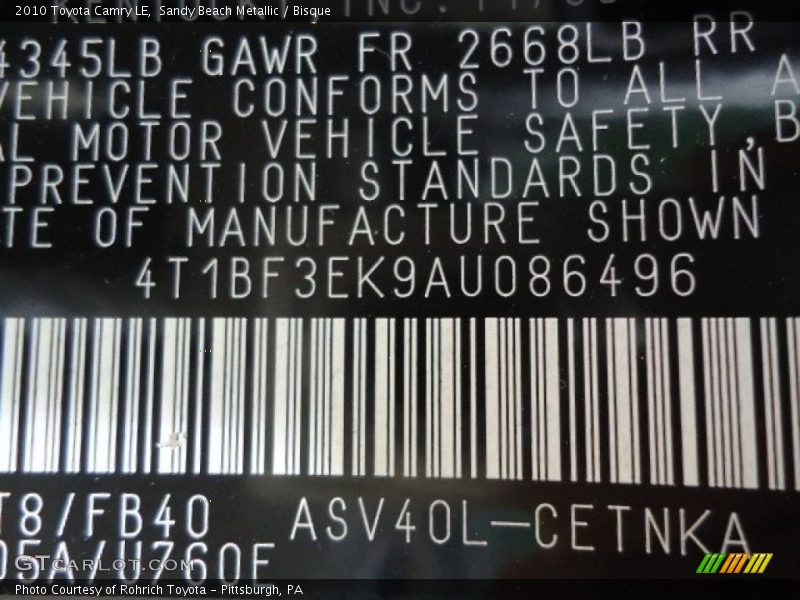 2010 Toyota Camry LE, Sandy Beach Metallic / Bisque
4345LB GAWR FR 2668LB RR
VEHICLE CONFORMS TO ALL A
AL MOTOR VEHICLE SAFETY, B
PREVENTION STANDARDS IN
TE OF MANUFACTURE SHOWN
4T1BF3EK9AU086496
T8/FB40 ASV40L-CETNKA
05A/U760E
GTCARLOT.COM
Photo Courtesy of Rohrich Toyota - Pittsburgh, PA